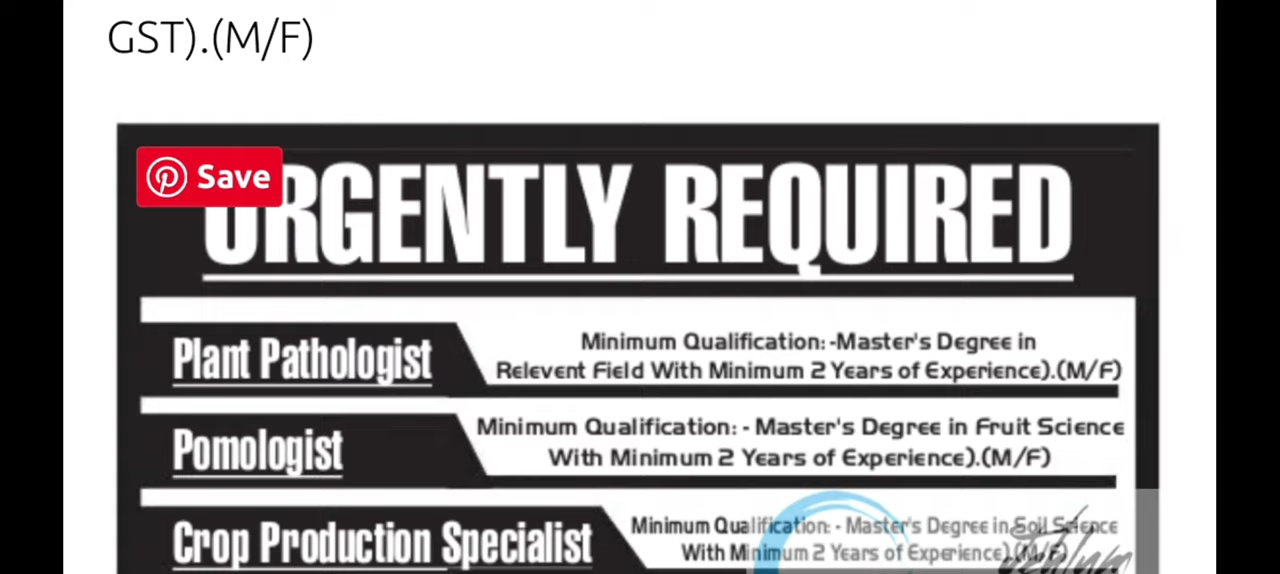 GST).(M/F)
Save
URGENTLY REQUIRED
Plant Pathologist
Minimum Qualification: -Master's Degree in
Relevent Field With Minimum 2 Years of Experience).(M/F)
Pomologist
Minimum Qualification: - Master's Degree in Fruit Science
With Minimum 2 Years of Experience).(M/F)
Crop Production Specialist
Minimum Qualification: - Master's Degree in Soil Science
With Minimum 2 Years of Experience).(M/F)
Jehlum